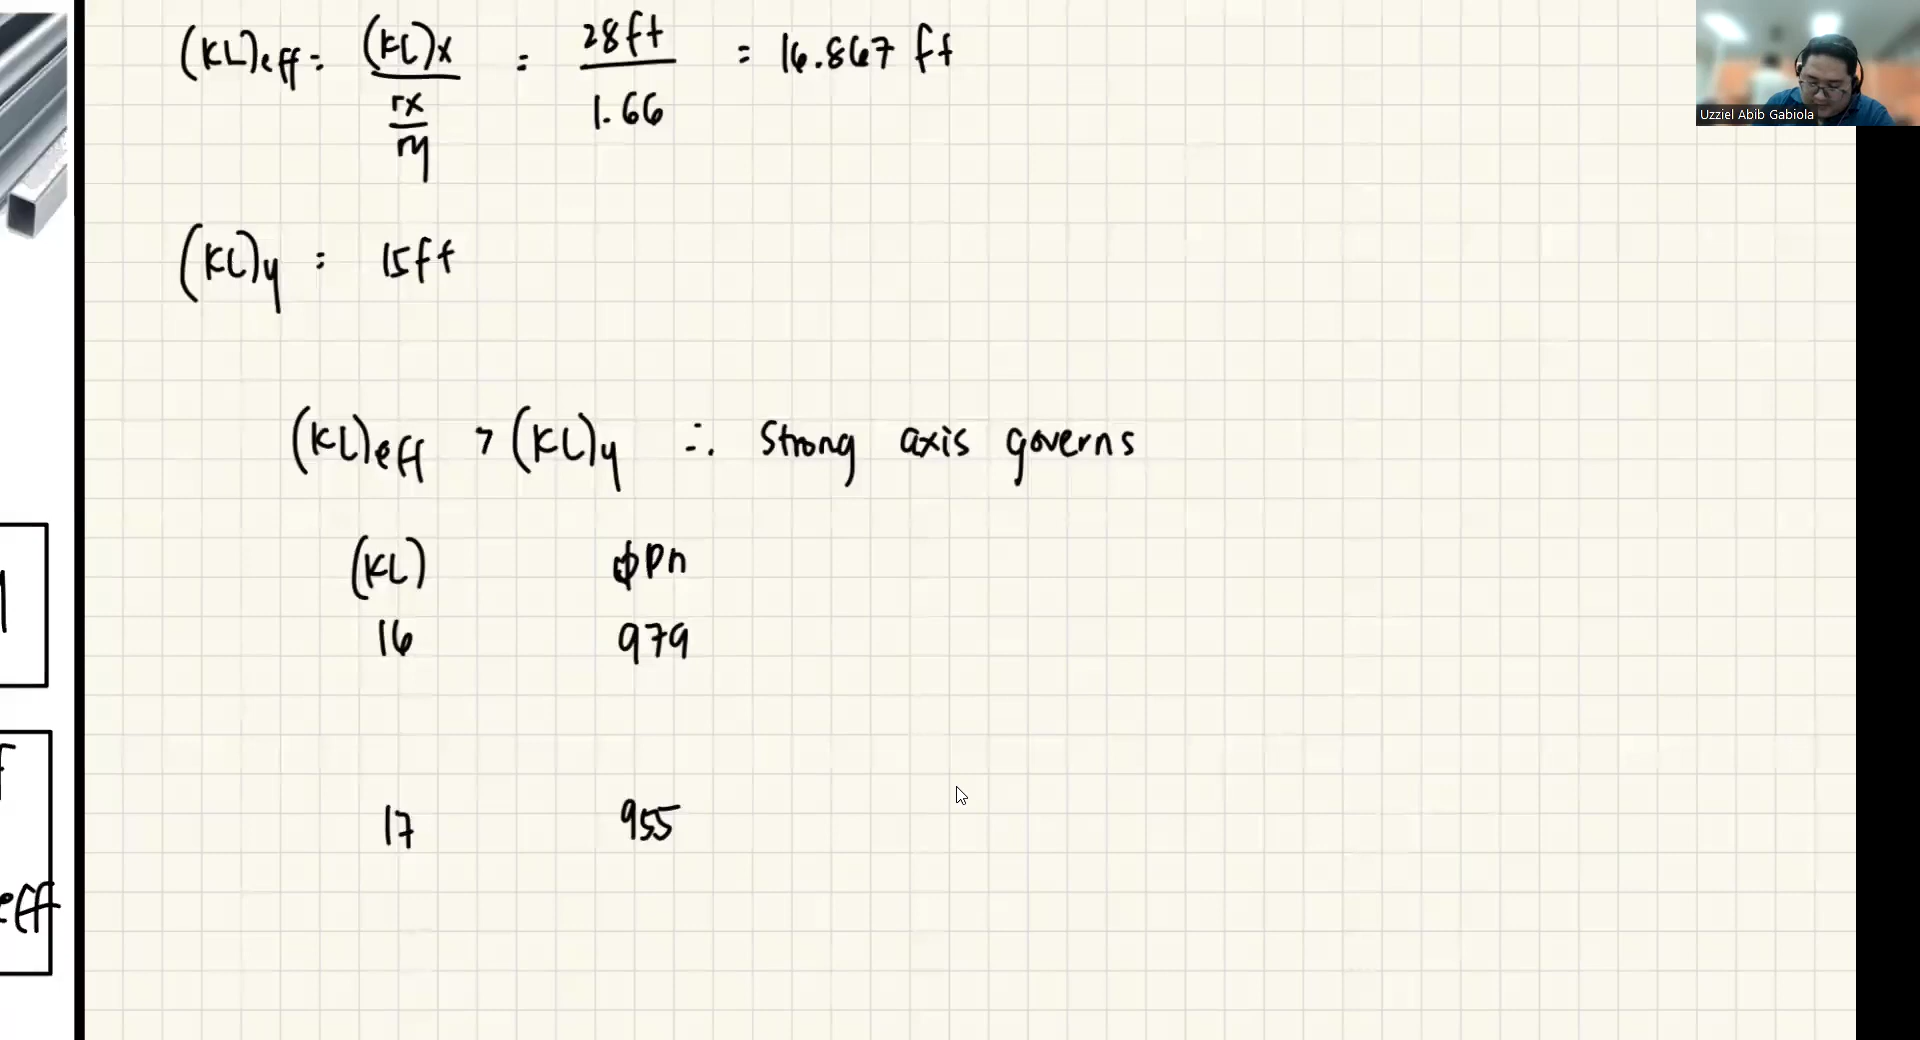 (KL)eff = (KL)x / (rx / ry) = 28ft / 1.66 = 16.867 ft
Uzziel Abib Gabiola
(KL)y = 15ft
(KL)eff > (KL)y ∴ Strong axis governs
(KL) ϕPn
16 979
17 955
eff